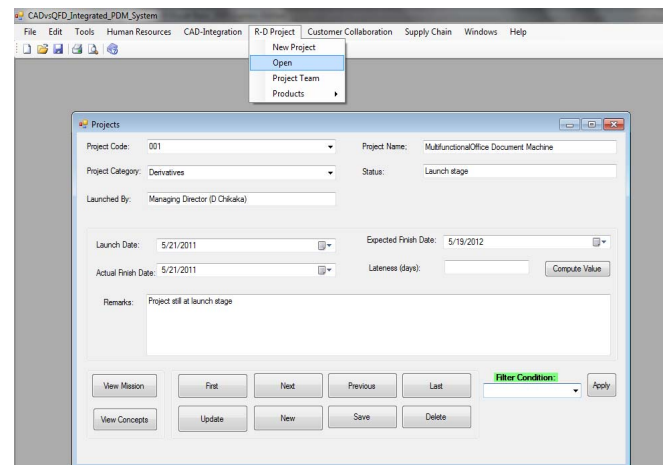 CADvsQFD_Integrated_PDM_System
File Edit Tools Human Resources CAD-Integration R-D Project Customer Collaboration Supply Chain Windows Help
New Project
Open
Project Team
Products
Projects
Project Code: 001 Project Name: MultifunctionalOffice Document Machine
Project Category: Derivatives Status: Launch stage
Launched By: Managing Director (D Chikaka)
Launch Date: 5/21/2011 Expected Finish Date: 5/19/2012
Actual Finish Date: 5/21/2011 Lateness (days): Compute Value
Remarks: Project still at launch stage
View Mission First Next Previous Last Filter Condition: Apply
View Concepts Update New Save Delete